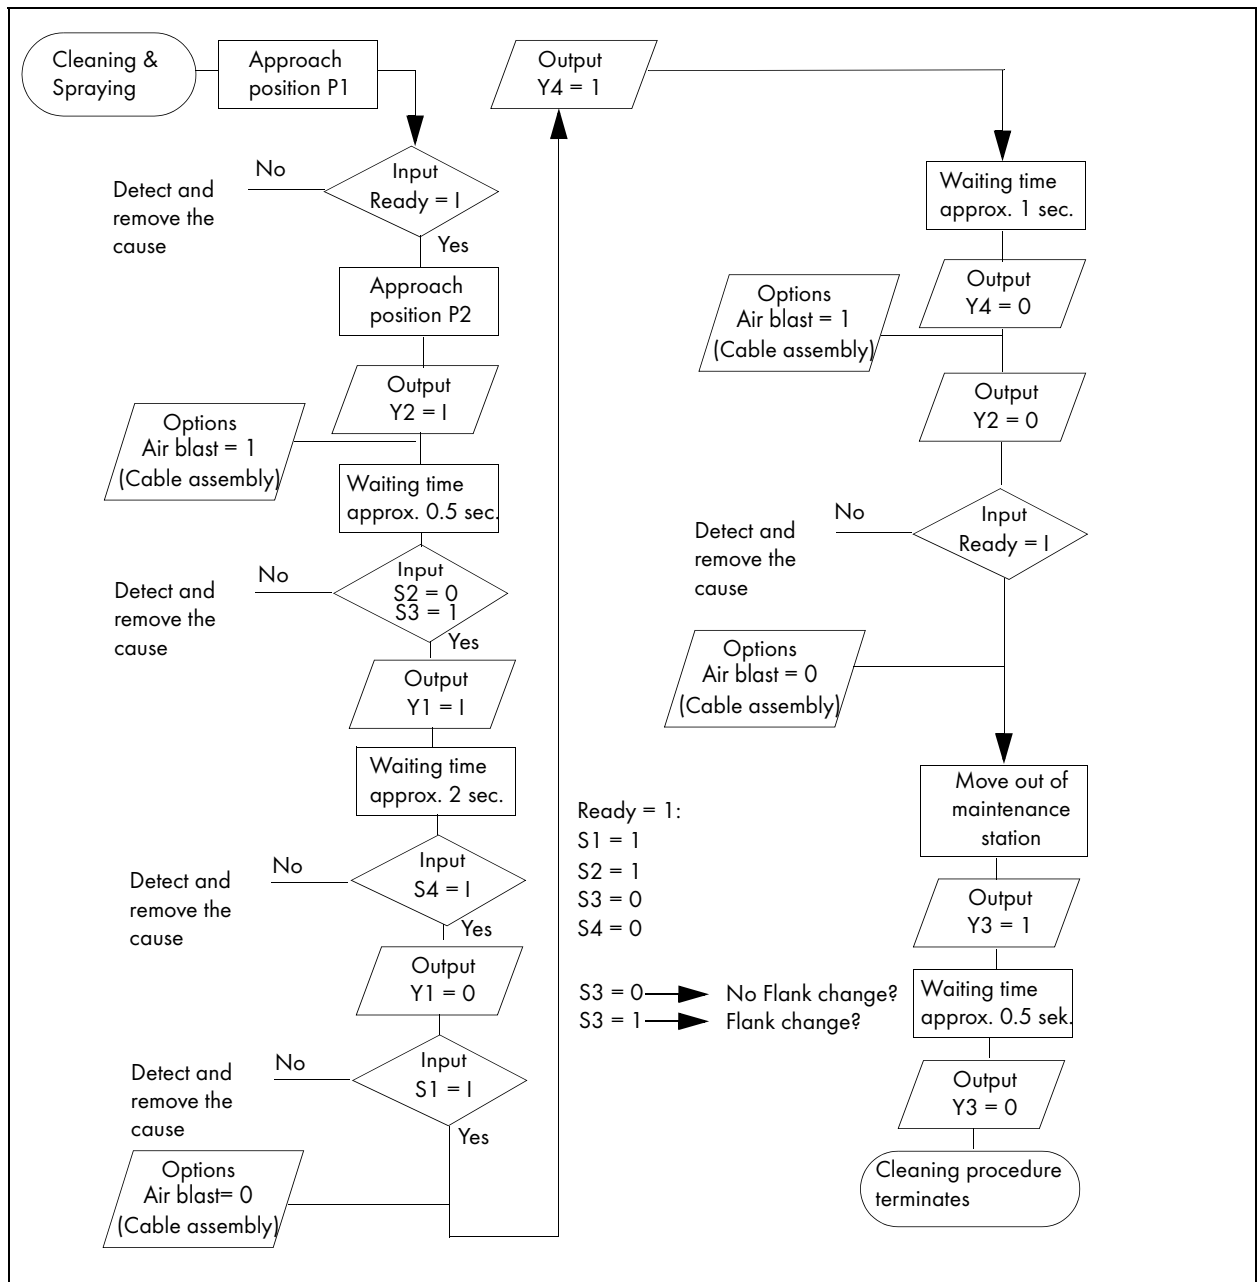 Cleaning &
Spraying
Approach
position P1
Input
Ready = I
No
Detect and
remove the
cause
Yes
Approach
position P2
Output
Y2 = I
Options
Air blast = 1
(Cable assembly)
Waiting time
approx. 0.5 sec.
Input
S2 = 0
S3 = 1
No
Detect and
remove the
cause
Yes
Output
Y1 = I
Waiting time
approx. 2 sec.
Input
S4 = I
No
Detect and
remove the
cause
Yes
Output
Y1 = 0
Input
S1 = I
No
Detect and
remove the
cause
Yes
Options
Air blast= 0
(Cable assembly)
Output
Y4 = 1
Waiting time
approx. 1 sec.
Output
Y4 = 0
Options
Air blast = 1
(Cable assembly)
Output
Y2 = 0
Input
Ready = I
No
Detect and
remove the
cause
Options
Air blast = 0
(Cable assembly)
Move out of
maintenance
station
Output
Y3 = 1
Waiting time
approx. 0.5 sek.
Output
Y3 = 0
Cleaning procedure
terminates
Ready = 1:
S1 = 1
S2 = 1
S3 = 0
S4 = 0
S3 = 0 No Flank change?
S3 = 1 Flank change?